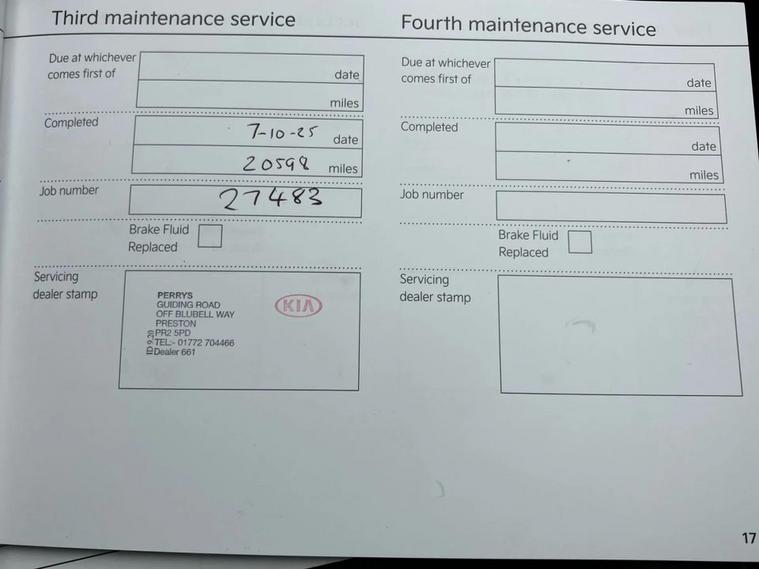 Third maintenance service
Due at whichever
comes first of
date
miles
Completed
7-10-25 date
20598 miles
Job number
27483
Brake Fluid
Replaced
Servicing
dealer stamp
PERRYS
GUIDING ROAD
OFF BLUBELL WAY
PRESTON
PR2 5PD
TEL:- 01772 704466
Dealer 661
ID 9.20
KIA
Fourth maintenance service
Due at whichever
comes first of
date
miles
Completed
date
miles
Job number
Brake Fluid
Replaced
Servicing
dealer stamp
17